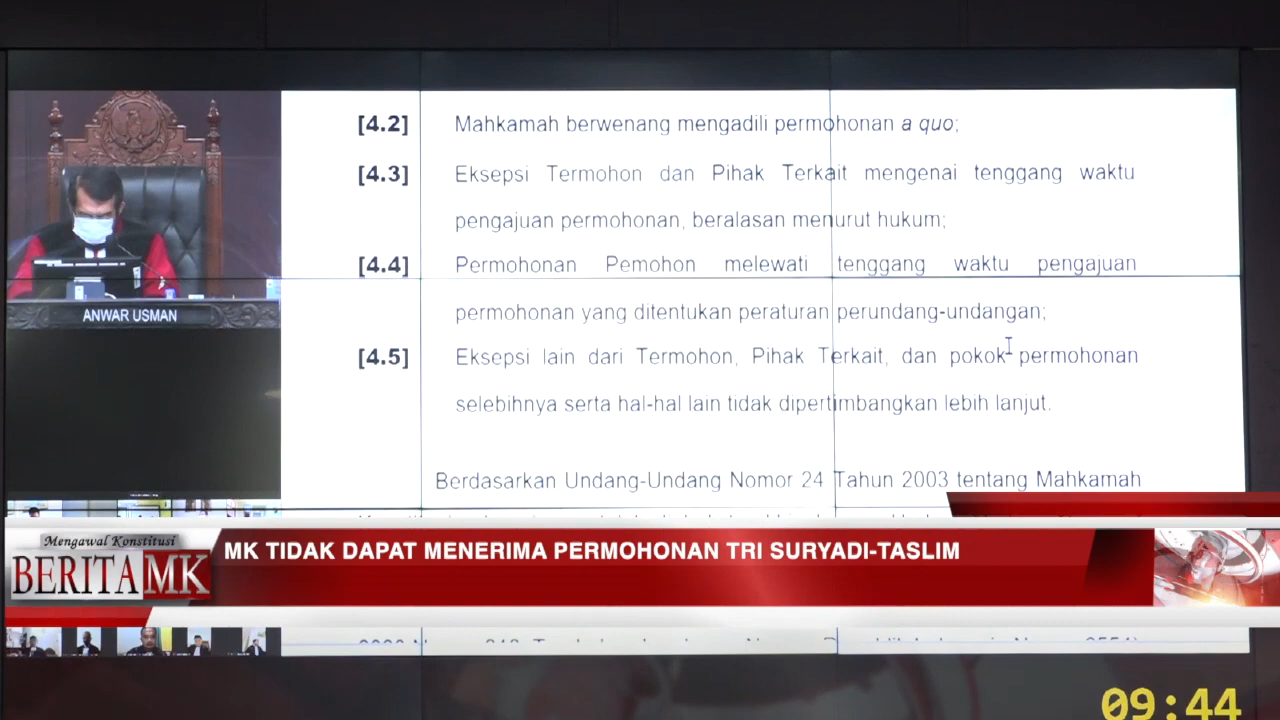 [4.2] Mahkamah berwenang mengadili permohonan a quo;
[4.3] Eksepsi Termohon dan Pihak Terkait mengenai tenggang waktu
pengajuan permohonan, beralasan menurut hukum;
[4.4] Permohonan Pemohon melewati tenggang waktu pengajuan
permohonan yang ditentukan peraturan perundang-undangan;
[4.5] Eksepsi lain dari Termohon, Pihak Terkait, dan pokok permohonan
selebihnya serta hal-hal lain tidak dipertimbangkan lebih lanjut.
Berdasarkan Undang-Undang Nomor 24 Tahun 2003 tentang Mahkamah
ANWAR USMAN
Mengawal Konstitusi
BERITA MK
MK TIDAK DAPAT MENERIMA PERMOHONAN TRI SURYADI-TASLIM
09:44